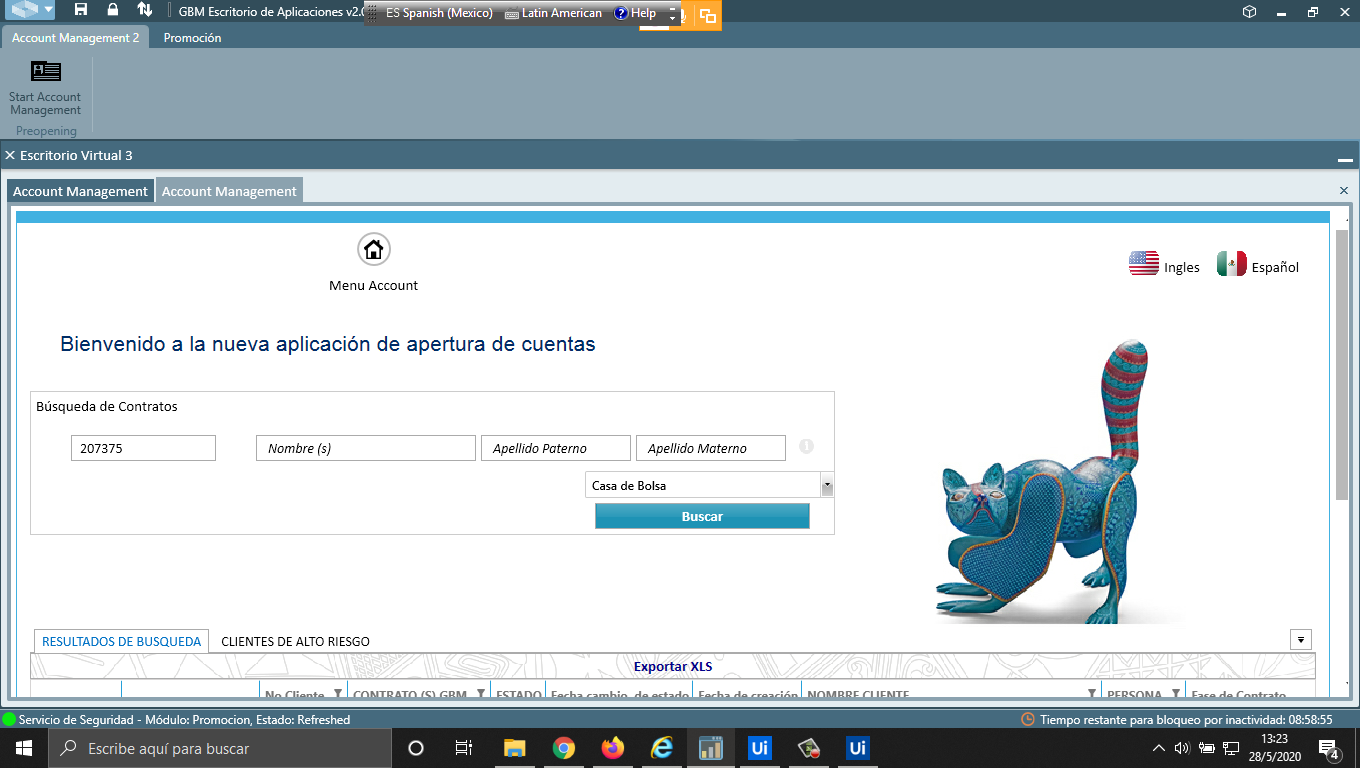 GBM Escritorio de Aplicaciones v2.
ES Spanish (Mexico) Latin American Help
Account Management 2 Promoción
Start Account
Management
Preopening
Escritorio Virtual 3
Account Management Account Management
Ingles Español
Menu Account
Bienvenido a la nueva aplicación de apertura de cuentas
Búsqueda de Contratos
207375 Nombre (s) Apellido Paterno Apellido Materno
Casa de Bolsa
Buscar
RESULTADOS DE BUSQUEDA CLIENTES DE ALTO RIESGO
Exportar XLS
No Cliente CONTRATO (S) GBM ESTADO Fecha cambio de estado Fecha de creación NOMBRE CLIENTE PERSONA Fase de Contrato
Servicio de Seguridad - Módulo: Promocion, Estado: Refreshed Tiempo restante para bloqueo por inactividad: 08:58:55
Escribe aquí para buscar
Ui Ui
13:23
28/5/2020
4